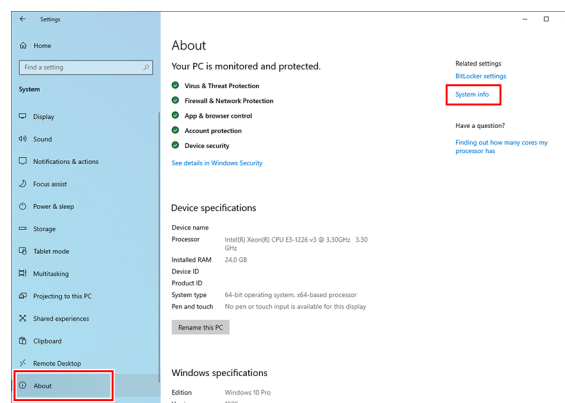 Settings
Home
Find a setting
System
Display
Sound
Notifications & actions
Focus assist
Power & sleep
Storage
Tablet mode
Multitasking
Projecting to this PC
Shared experiences
Clipboard
Remote Desktop
About
About
Your PC is monitored and protected.
Virus & Threat Protection
Firewall & Network Protection
App & browser control
Account protection
Device security
See details in Windows Security
Device specifications
Device name
Processor Intel(R) Xeon(R) CPU E3-1226 v3 @ 3.30GHz 3.30
GHz
Installed RAM 24.0 GB
Device ID
Product ID
System type 64-bit operating system, x64-based processor
Pen and touch No pen or touch input is available for this display
Rename this PC
Windows specifications
Edition Windows 10 Pro
Related settings
BitLocker settings
System info
Have a question?
Finding out how many cores my
processor has